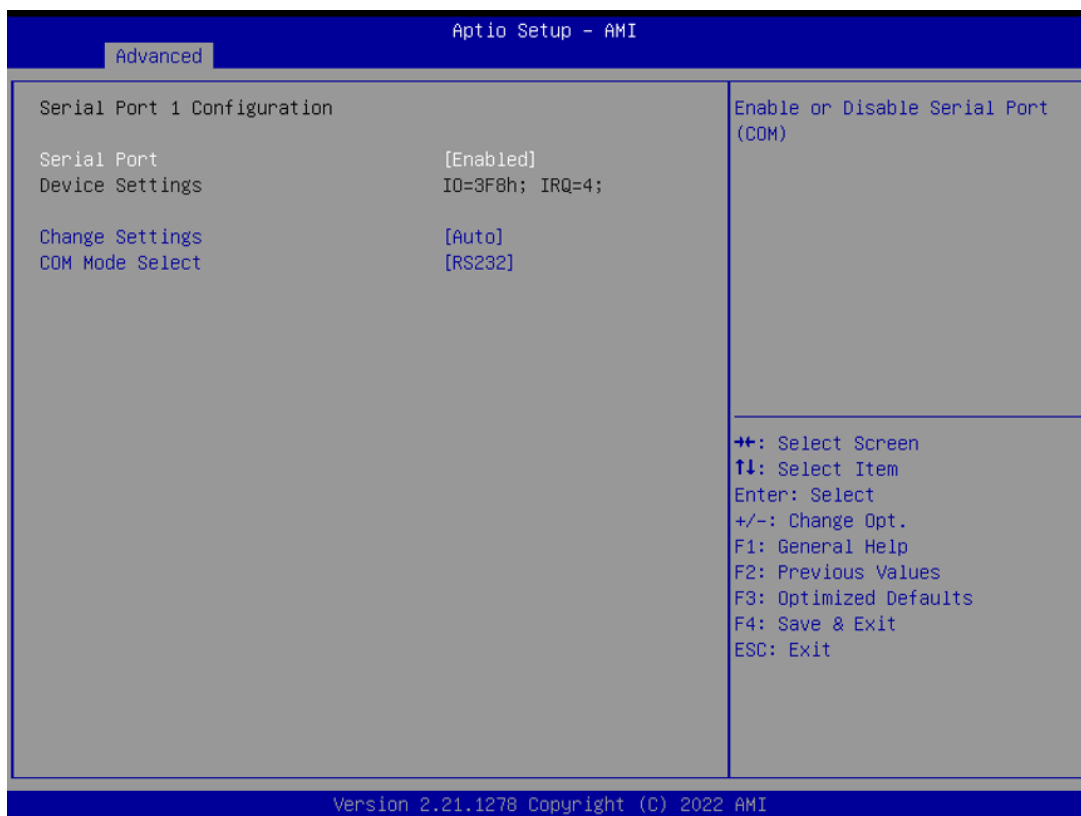 Aptio Setup – AMI
Advanced
Serial Port 1 Configuration
Serial Port [Enabled]
Device Settings IO=3F8h; IRQ=4;
Change Settings [Auto]
COM Mode Select [RS232]
Enable or Disable Serial Port
(COM)
→←: Select Screen
↑↓: Select Item
Enter: Select
+/-: Change Opt.
F1: General Help
F2: Previous Values
F3: Optimized Defaults
F4: Save & Exit
ESC: Exit
Version 2.21.1278 Copyright (C) 2022 AMI